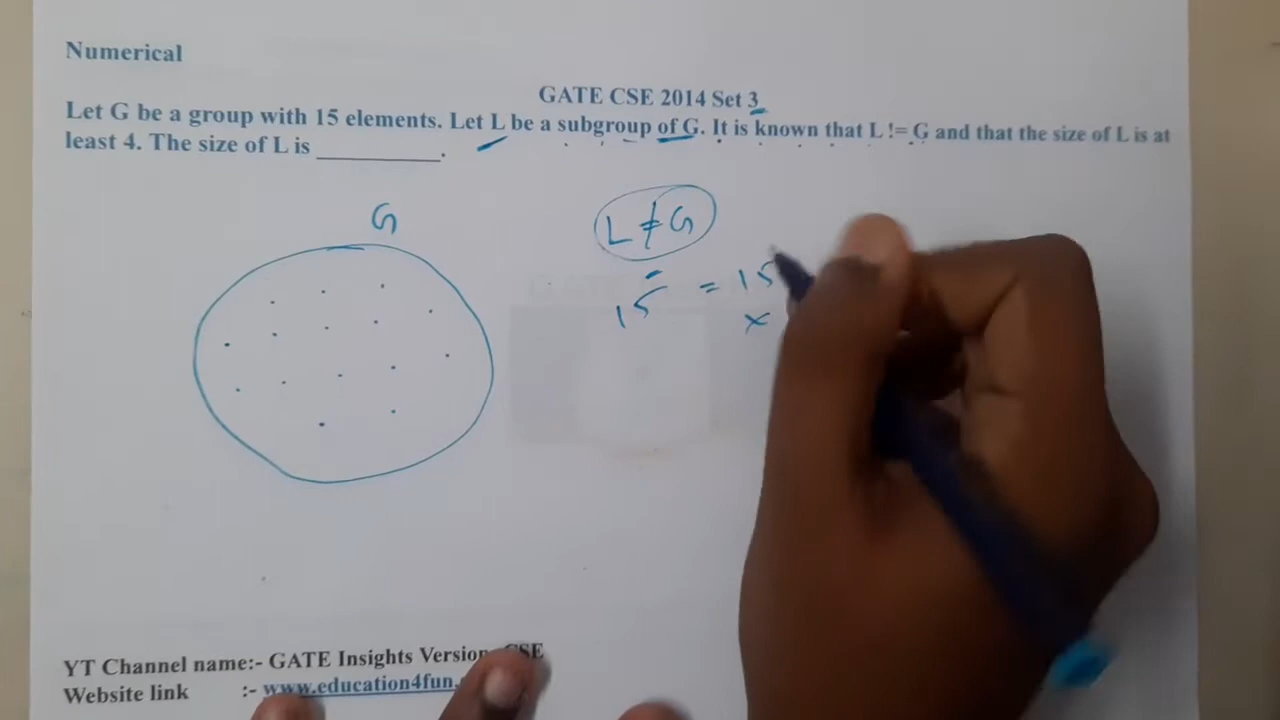 Numerical
GATE CSE 2014 Set 3
Let G be a group with 15 elements. Let L be a subgroup of G. It is known that L != G and that the size of L is at
least 4. The size of L is __________.
G
L ≠ G
15 = 15
×
YT Channel name:- GATE Insights Version CSE
Website link :- www.education4fun.